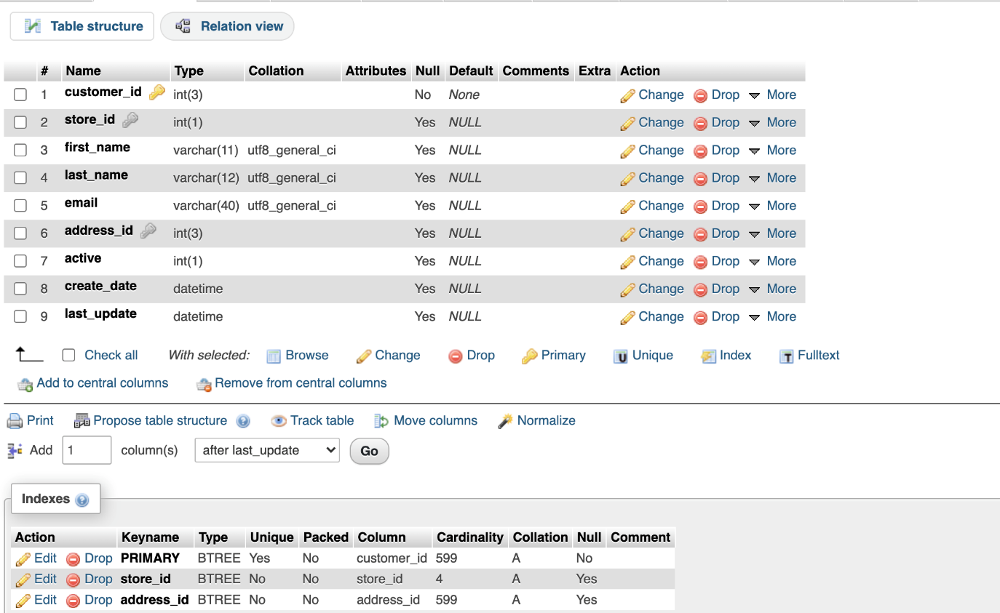 Table structure Relation view
# Name Type Collation Attributes Null Default Comments Extra Action
1 customer_id int(3) No None Change Drop More
2 store_id int(1) Yes NULL Change Drop More
3 first_name varchar(11) utf8_general_ci Yes NULL Change Drop More
4 last_name varchar(12) utf8_general_ci Yes NULL Change Drop More
5 email varchar(40) utf8_general_ci Yes NULL Change Drop More
6 address_id int(3) Yes NULL Change Drop More
7 active int(1) Yes NULL Change Drop More
8 create_date datetime Yes NULL Change Drop More
9 last_update datetime Yes NULL Change Drop More
Check all With selected: Browse Change Drop Primary Unique Index Fulltext
Add to central columns Remove from central columns
Print Propose table structure Track table Move columns Normalize
Add 1 column(s) after last_update Go
Indexes
Action Keyname Type Unique Packed Column Cardinality Collation Null Comment
Edit Drop PRIMARY BTREE Yes No customer_id 599 A No
Edit Drop store_id BTREE No No store_id 4 A Yes
Edit Drop address_id BTREE No No address_id 599 A Yes